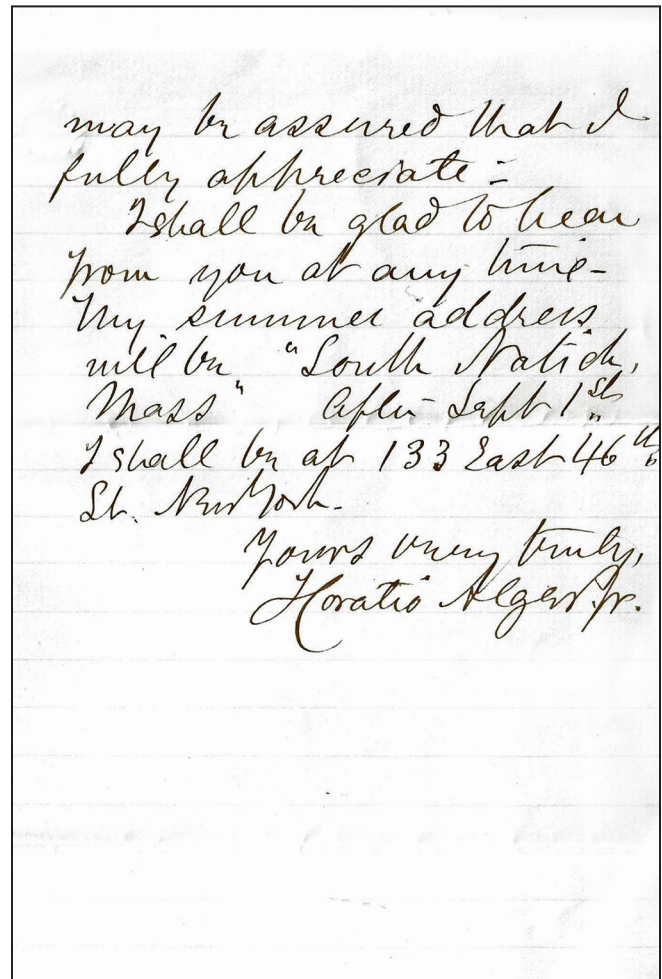 may be assured that I
fully appreciate -
I shall be glad to hear
from you at any time -
My summer address
will be "South Natick,
Mass" After Sept 1st
I shall be at 133 East 46th
St. New York -
Yours very truly,
Horatio Alger Jr.